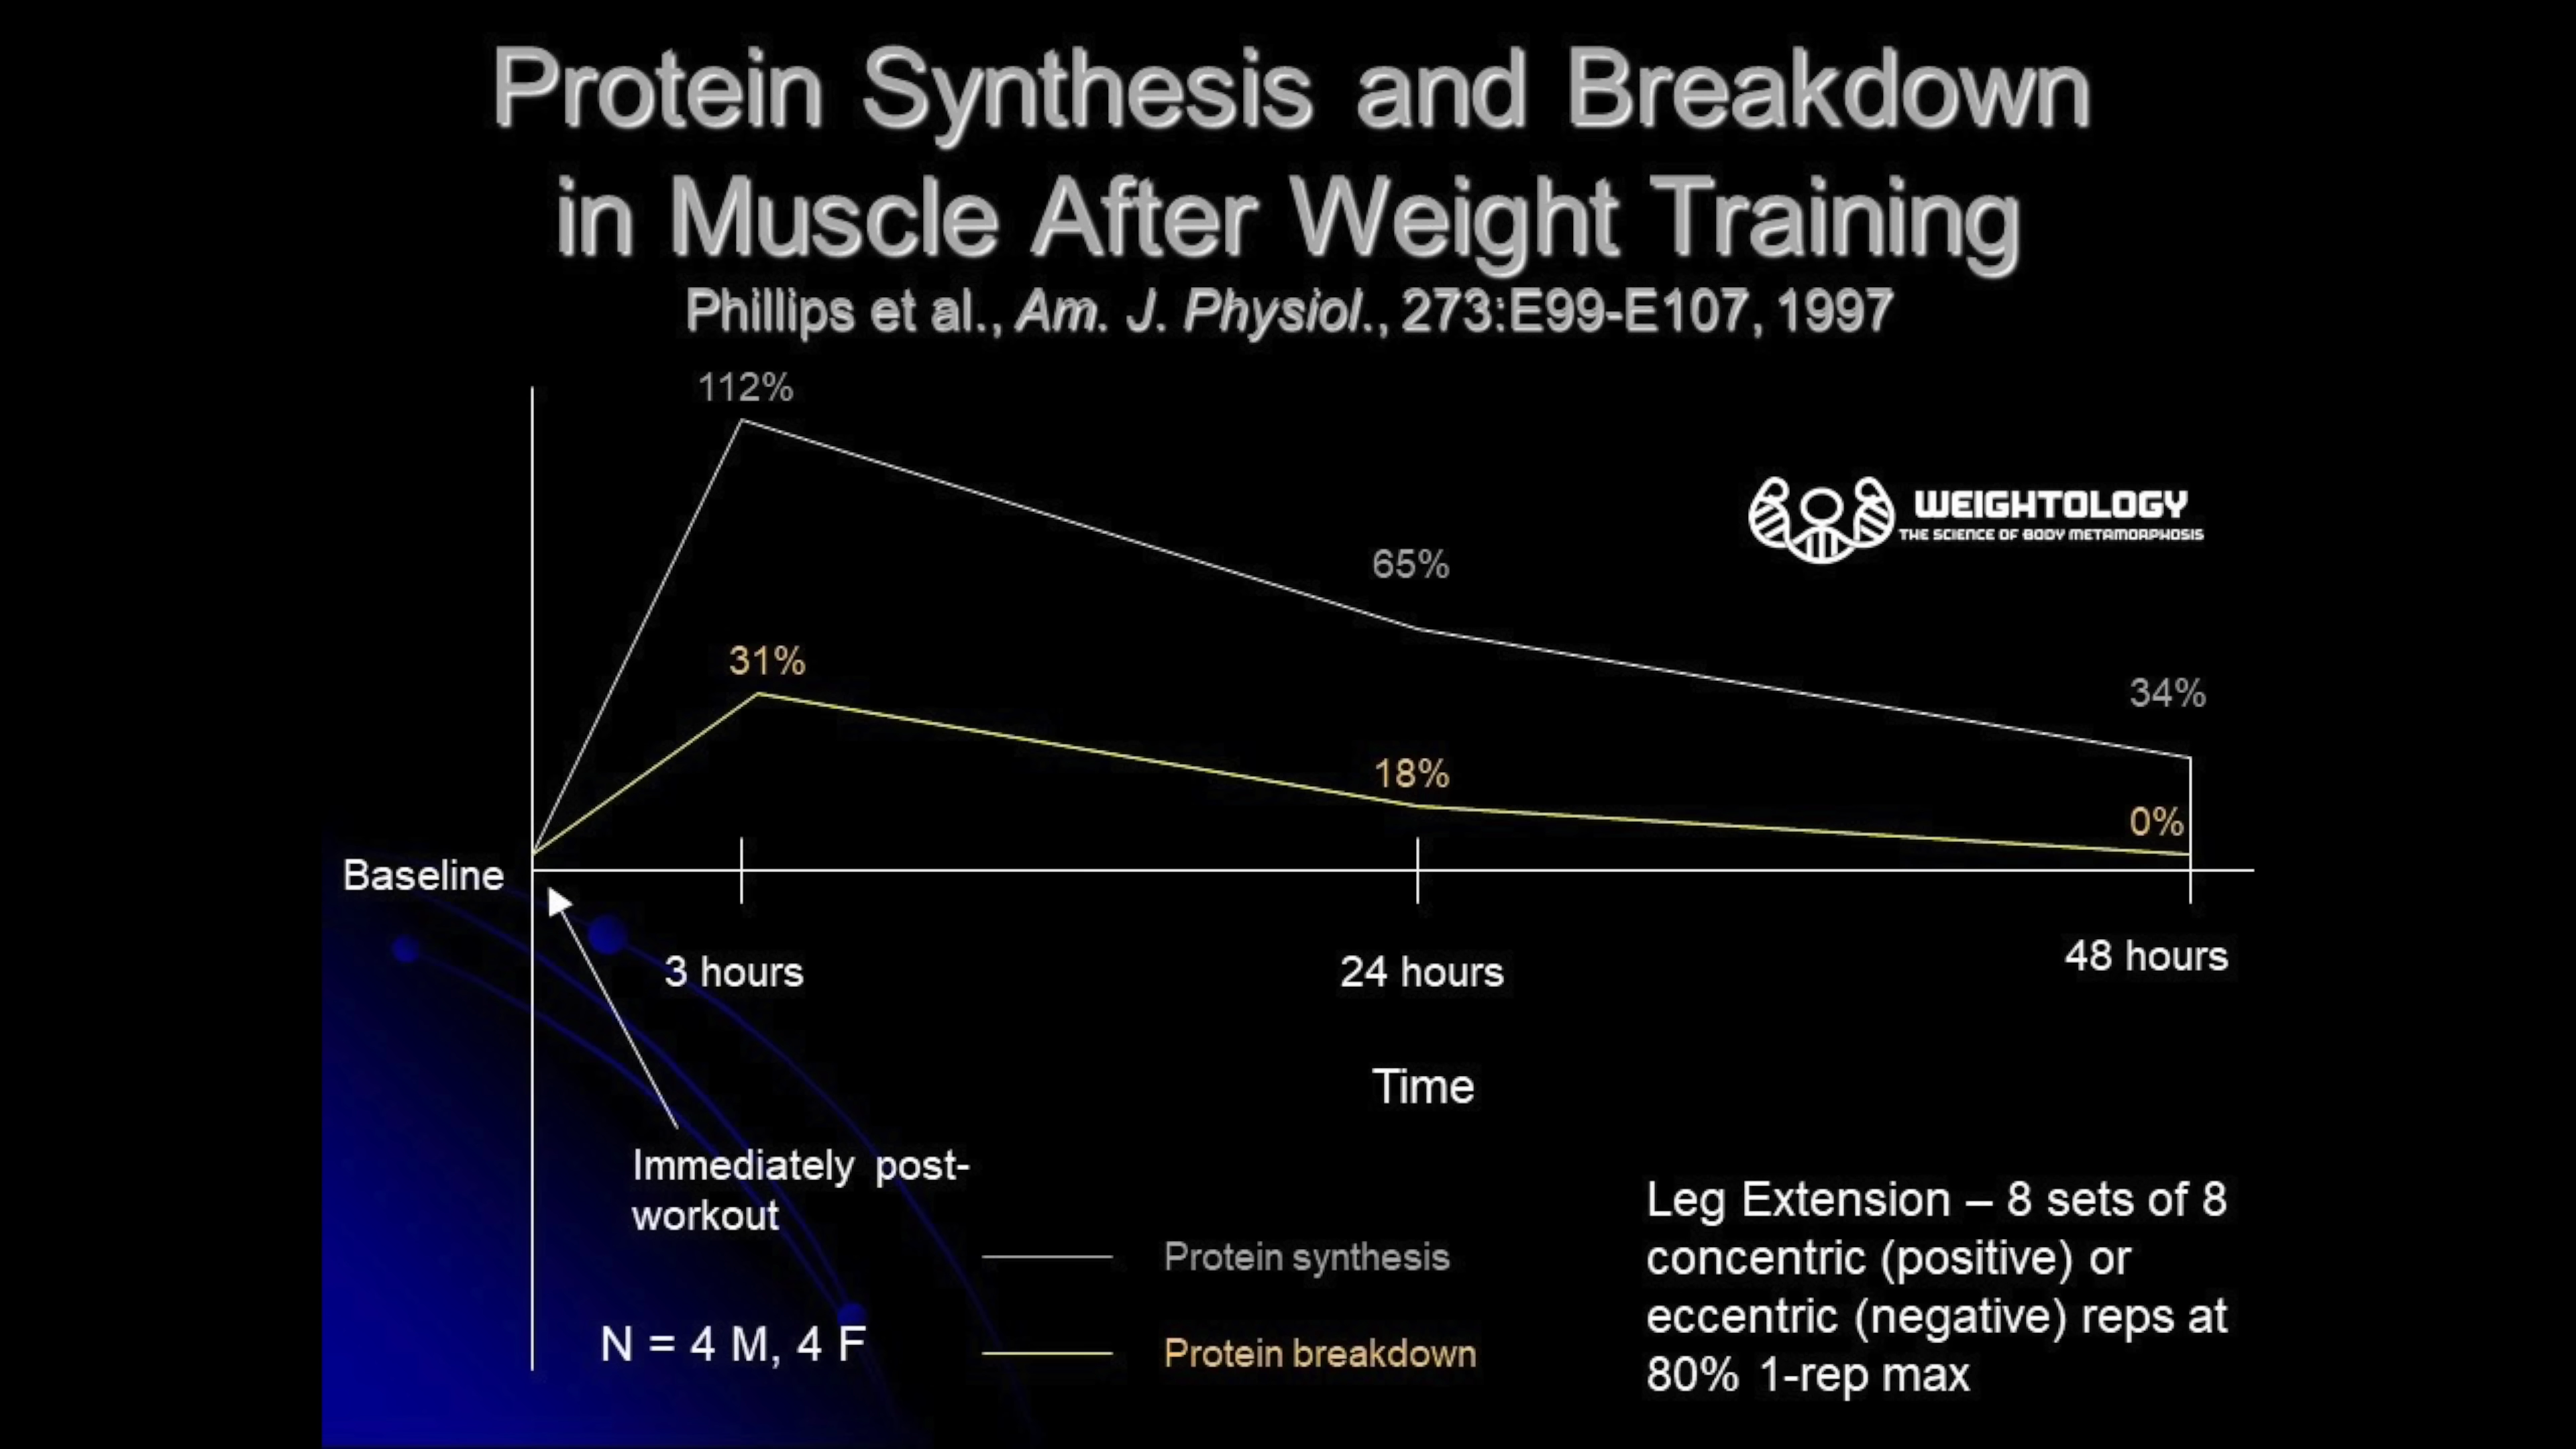 Protein Synthesis and Breakdown
in Muscle After Weight Training
Phillips et al., Am. J. Physiol., 273:E99-E107, 1997
112%
WEIGHTOLOGY
THE SCIENCE OF BODY METAMORPHOSIS
65%
31%
34%
18%
0%
Baseline
3 hours
24 hours
48 hours
Time
Immediately post-
workout
N = 4 M, 4 F
Protein synthesis
Protein breakdown
Leg Extension – 8 sets of 8
concentric (positive) or
eccentric (negative) reps at
80% 1-rep max